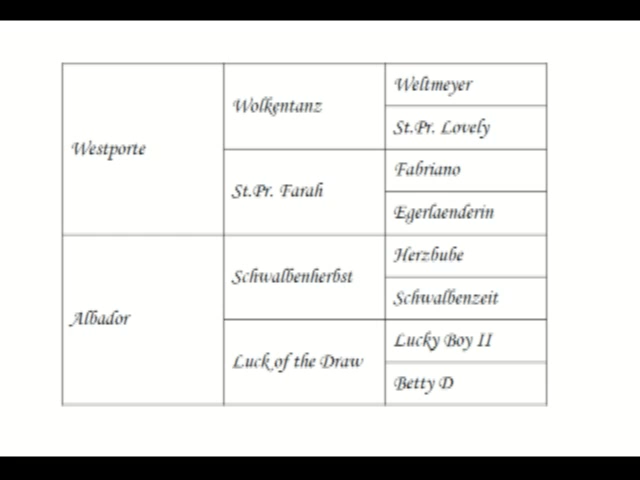 Westporte
Wolkentanz
Weltmeyer
St.Pr. Lovely
St.Pr. Farah
Fabriano
Egerlaenderin
Albador
Schwalbenherbst
Herzbube
Schwalbenzeit
Luck of the Draw
Lucky Boy II
Betty D